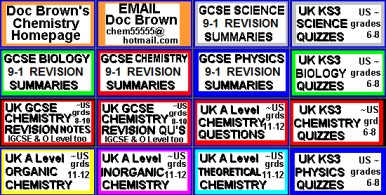 Doc Brown's
Chemistry
Homepage
EMAIL
Doc Brown
chem55555@
hotmail.com
GCSE SCIENCE
9-1 REVISION
SUMMARIES
UK KS3 US ~
SCIENCE grades
QUIZZES 6-8
GCSE BIOLOGY
9-1 REVISION
SUMMARIES
GCSE CHEMISTRY
9-1 REVISION
SUMMARIES
GCSE PHYSICS
9-1 REVISION
SUMMARIES
UK KS3 US ~
BIOLOGY grades
QUIZZES 6-8
UK GCSE ~US
CHEMISTRY grds
REVISION NOTES 8-10
IGCSE & O Level too
UK GCSE ~US
CHEMISTRY grds
REVISION QU'S 8-10
IGCSE & O Level too
UK A Level ~US
CHEMISTRY grds
QUESTIONS 11-12
UK KS3 ~US
CHEMISTRY grd
QUIZZES 6-8
UK A Level ~US
ORGANIC grds
CHEMISTRY 11-12
UK A Level ~US
INORGANIC grds
CHEMISTRY 11-12
UK A Level ~US
THEORETICAL grds
CHEMISTRY 11-12
UK KS3 US ~
PHYSICS grades
QUIZZES 6-8